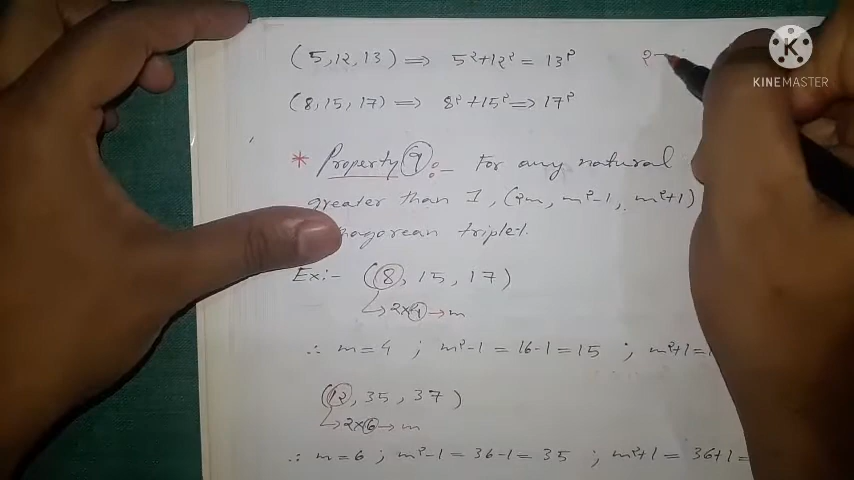 (5, 12, 13) ⟹ 5² + 12² = 13²
KINEMASTER
(8, 15, 17) ⟹ 8² + 15² ⟹ 17²
* Property 9:- For any natural
greater than 1, (2m, m²-1, m²+1)
triplet.
Ex:- (8, 15, 17)
→ 2×4 → m
∴ m = 4 ; m²-1 = 16-1 = 15 ; m²+1 =
(12, 35, 37)
→ 2×6 → m
∴ m = 6 ; m²-1 = 36-1 = 35 ; m²+1 = 36+1 =